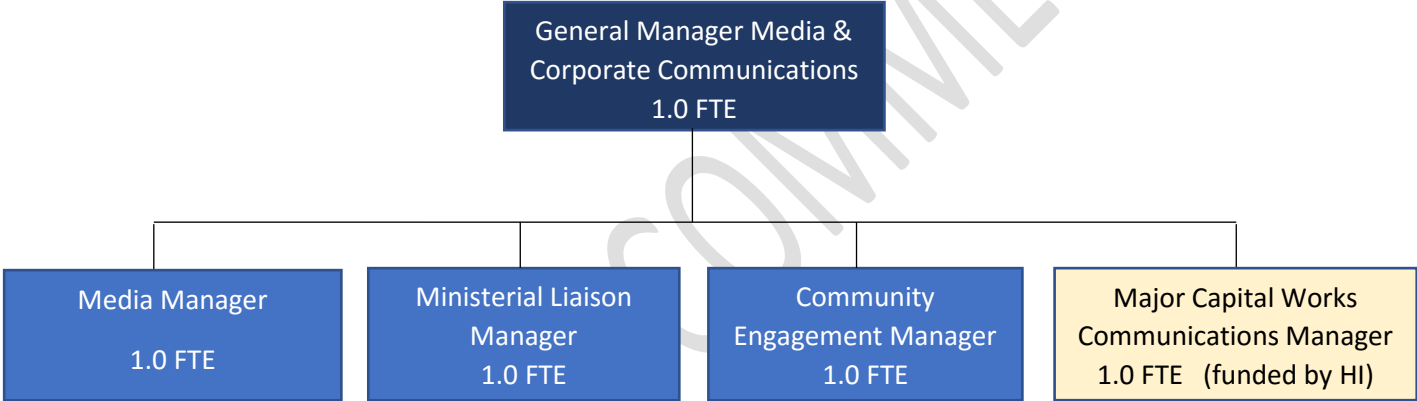 General Manager Media &
Corporate Communications
1.0 FTE
Media Manager
1.0 FTE
Ministerial Liaison
Manager
1.0 FTE
Community
Engagement Manager
1.0 FTE
Major Capital Works
Communications Manager
1.0 FTE (funded by HI)